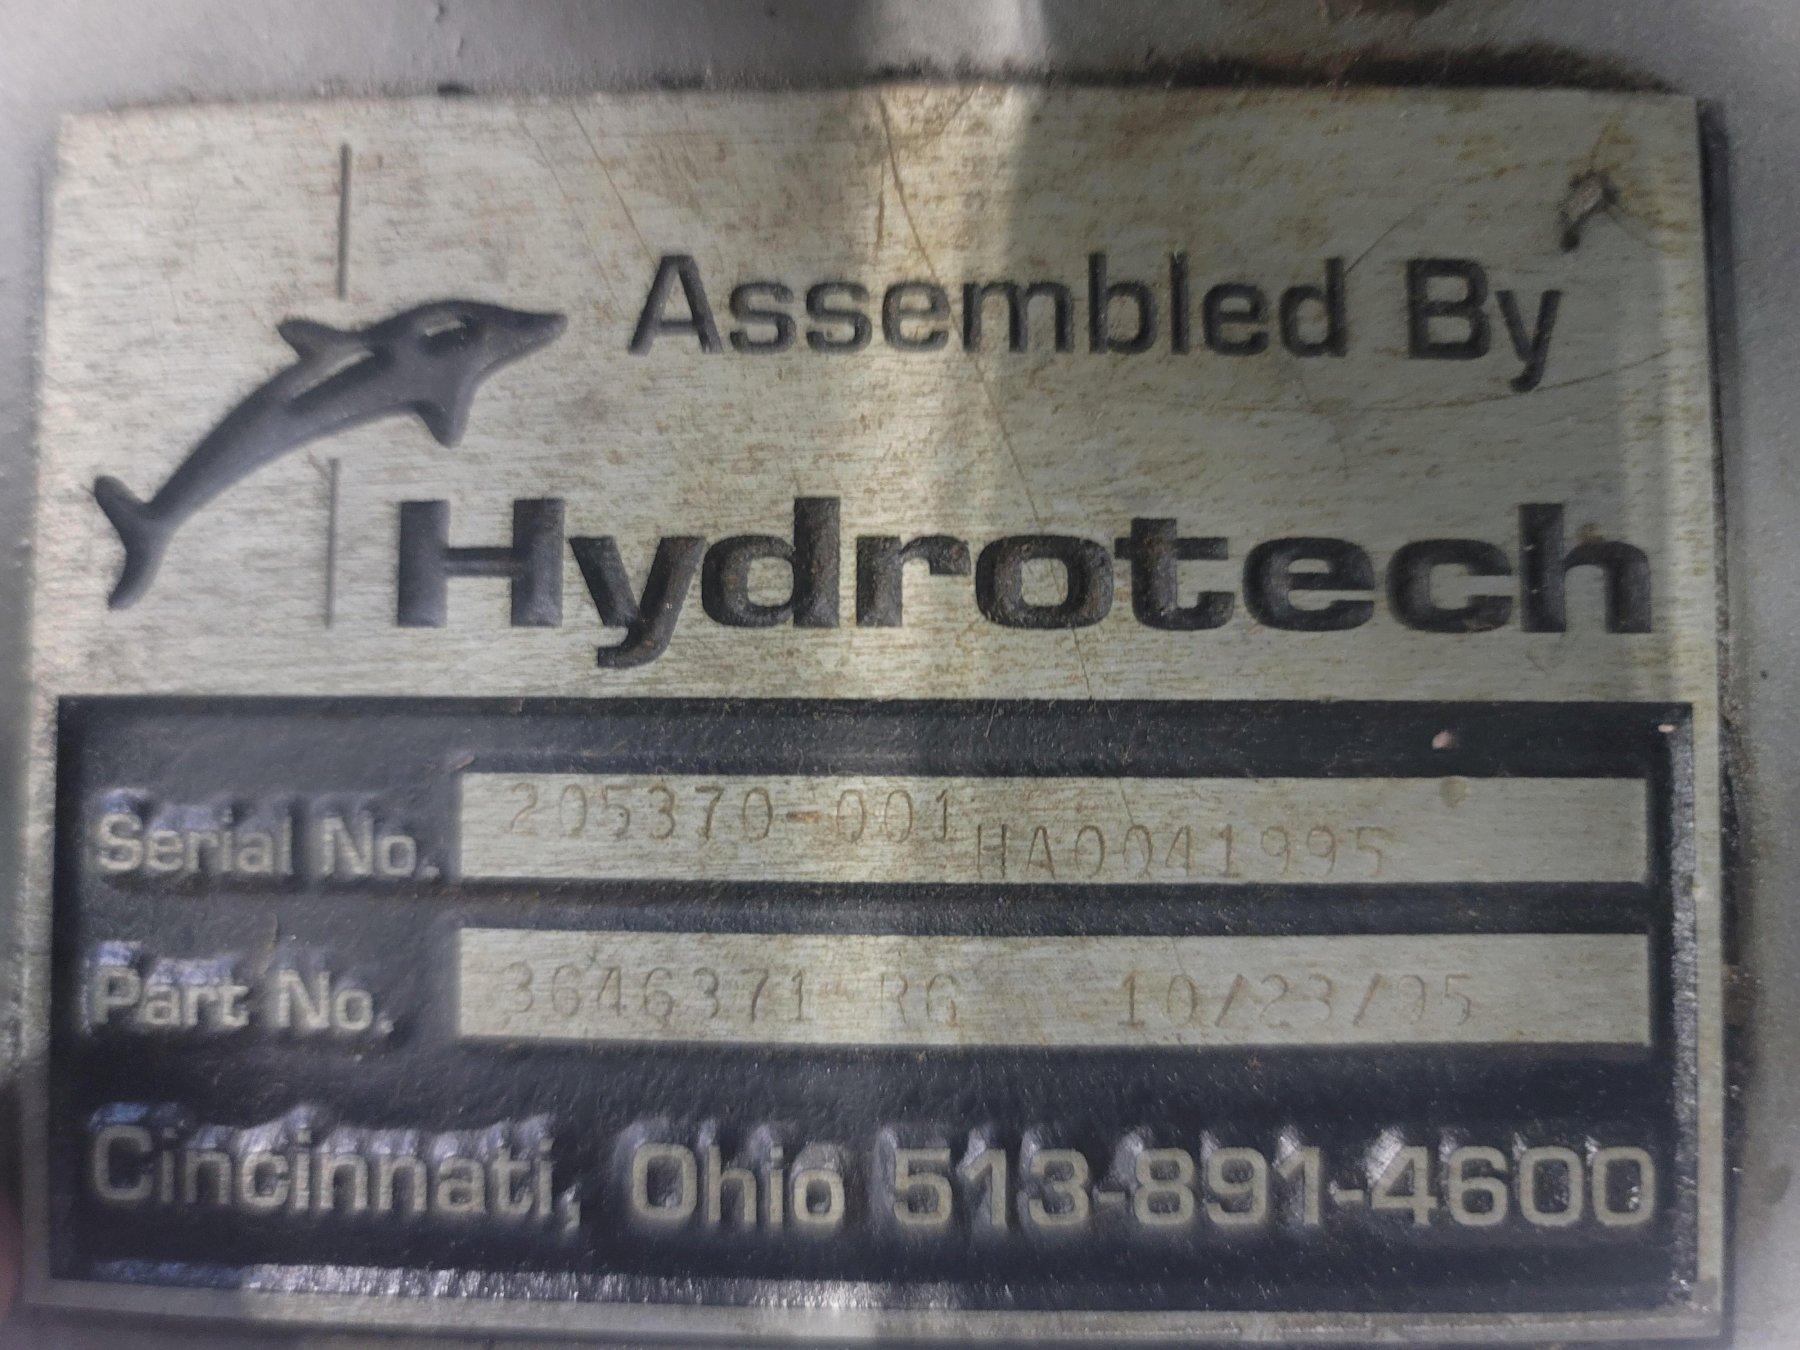 Assembled By
Hydrotech
Serial No. 205370-001 HA0041995
Part No. 3646371 RG 10/23/95
Cincinnati, Ohio 513-891-4600